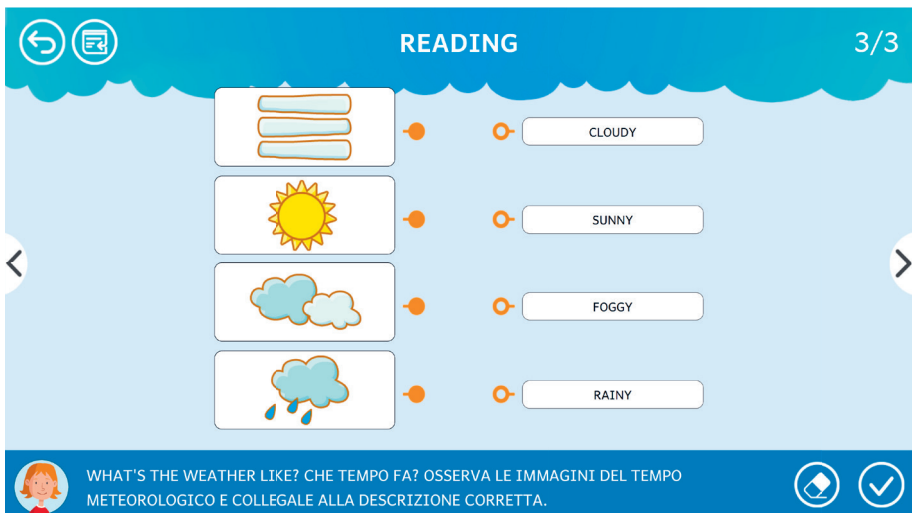 READING
3/3
CLOUDY
SUNNY
FOGGY
RAINY
WHAT'S THE WEATHER LIKE? CHE TEMPO FA? OSSERVA LE IMMAGINI DEL TEMPO
METEOROLOGICO E COLLEGALE ALLA DESCRIZIONE CORRETTA.